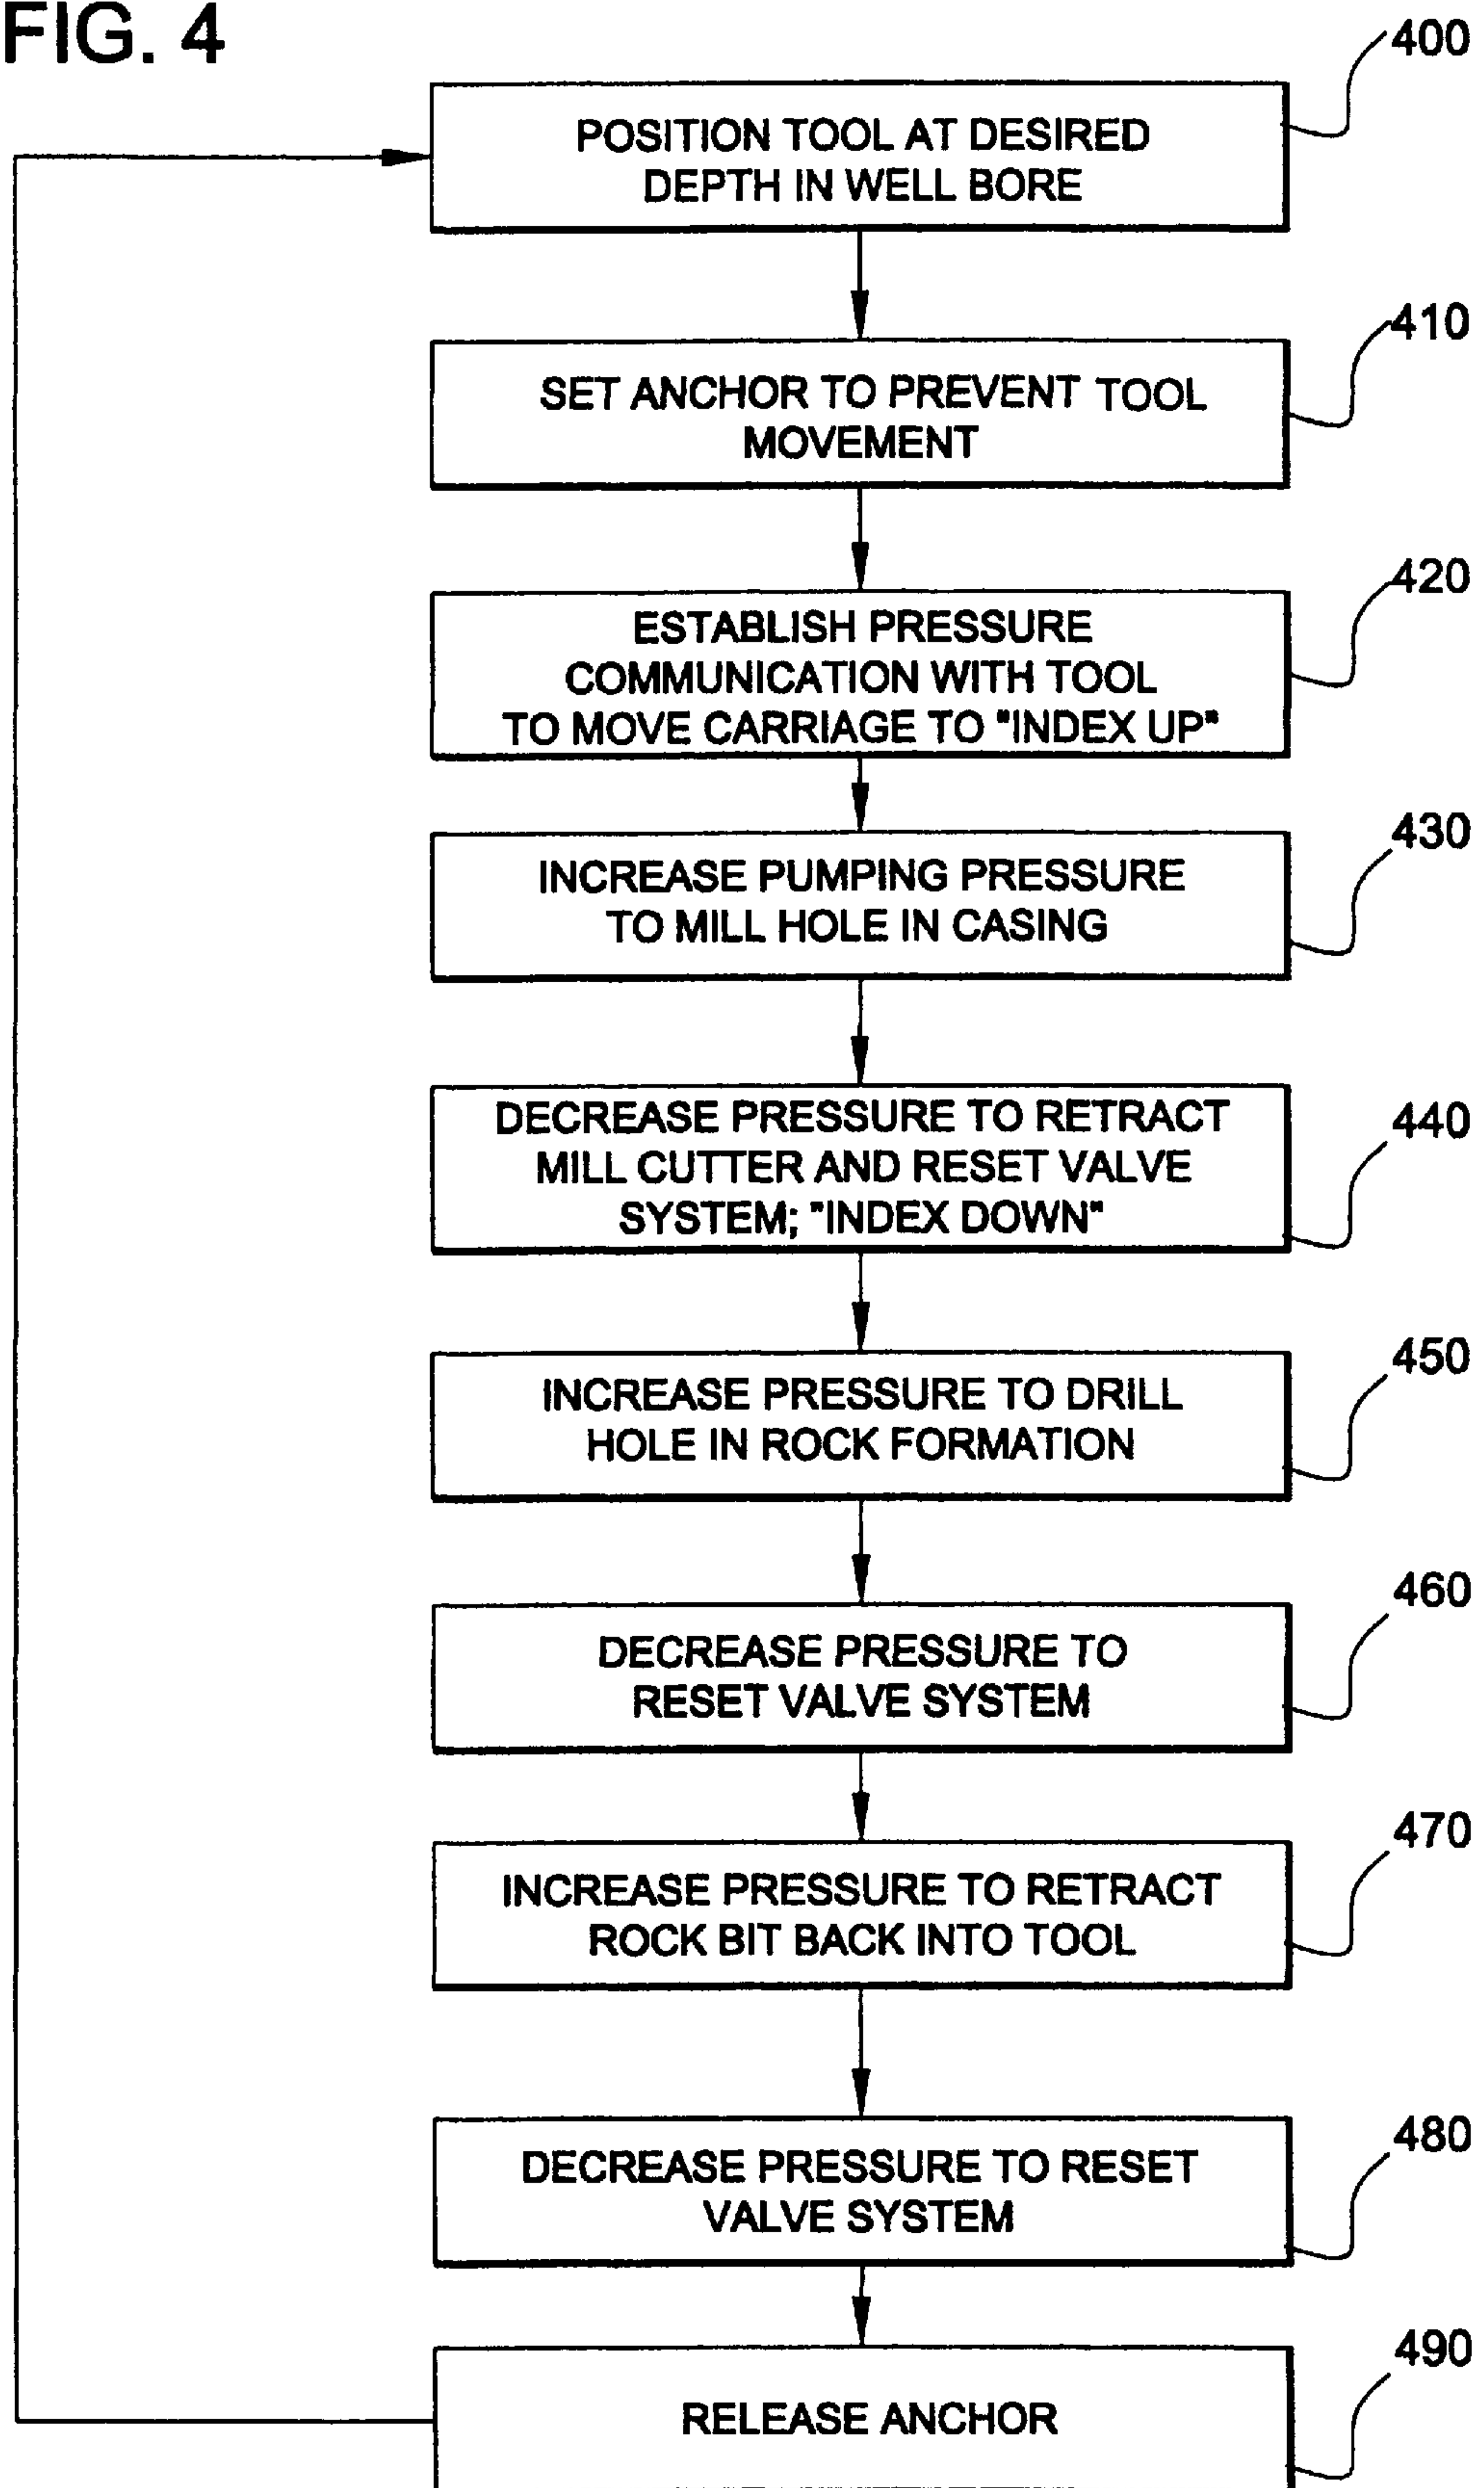 FIG. 4
400
POSITION TOOL AT DESIRED
DEPTH IN WELL BORE
410
SET ANCHOR TO PREVENT TOOL
MOVEMENT
420
ESTABLISH PRESSURE
COMMUNICATION WITH TOOL
TO MOVE CARRIAGE TO "INDEX UP"
430
INCREASE PUMPING PRESSURE
TO MILL HOLE IN CASING
440
DECREASE PRESSURE TO RETRACT
MILL CUTTER AND RESET VALVE
SYSTEM; "INDEX DOWN"
450
INCREASE PRESSURE TO DRILL
HOLE IN ROCK FORMATION
460
DECREASE PRESSURE TO
RESET VALVE SYSTEM
470
INCREASE PRESSURE TO RETRACT
ROCK BIT BACK INTO TOOL
480
DECREASE PRESSURE TO RESET
VALVE SYSTEM
490
RELEASE ANCHOR